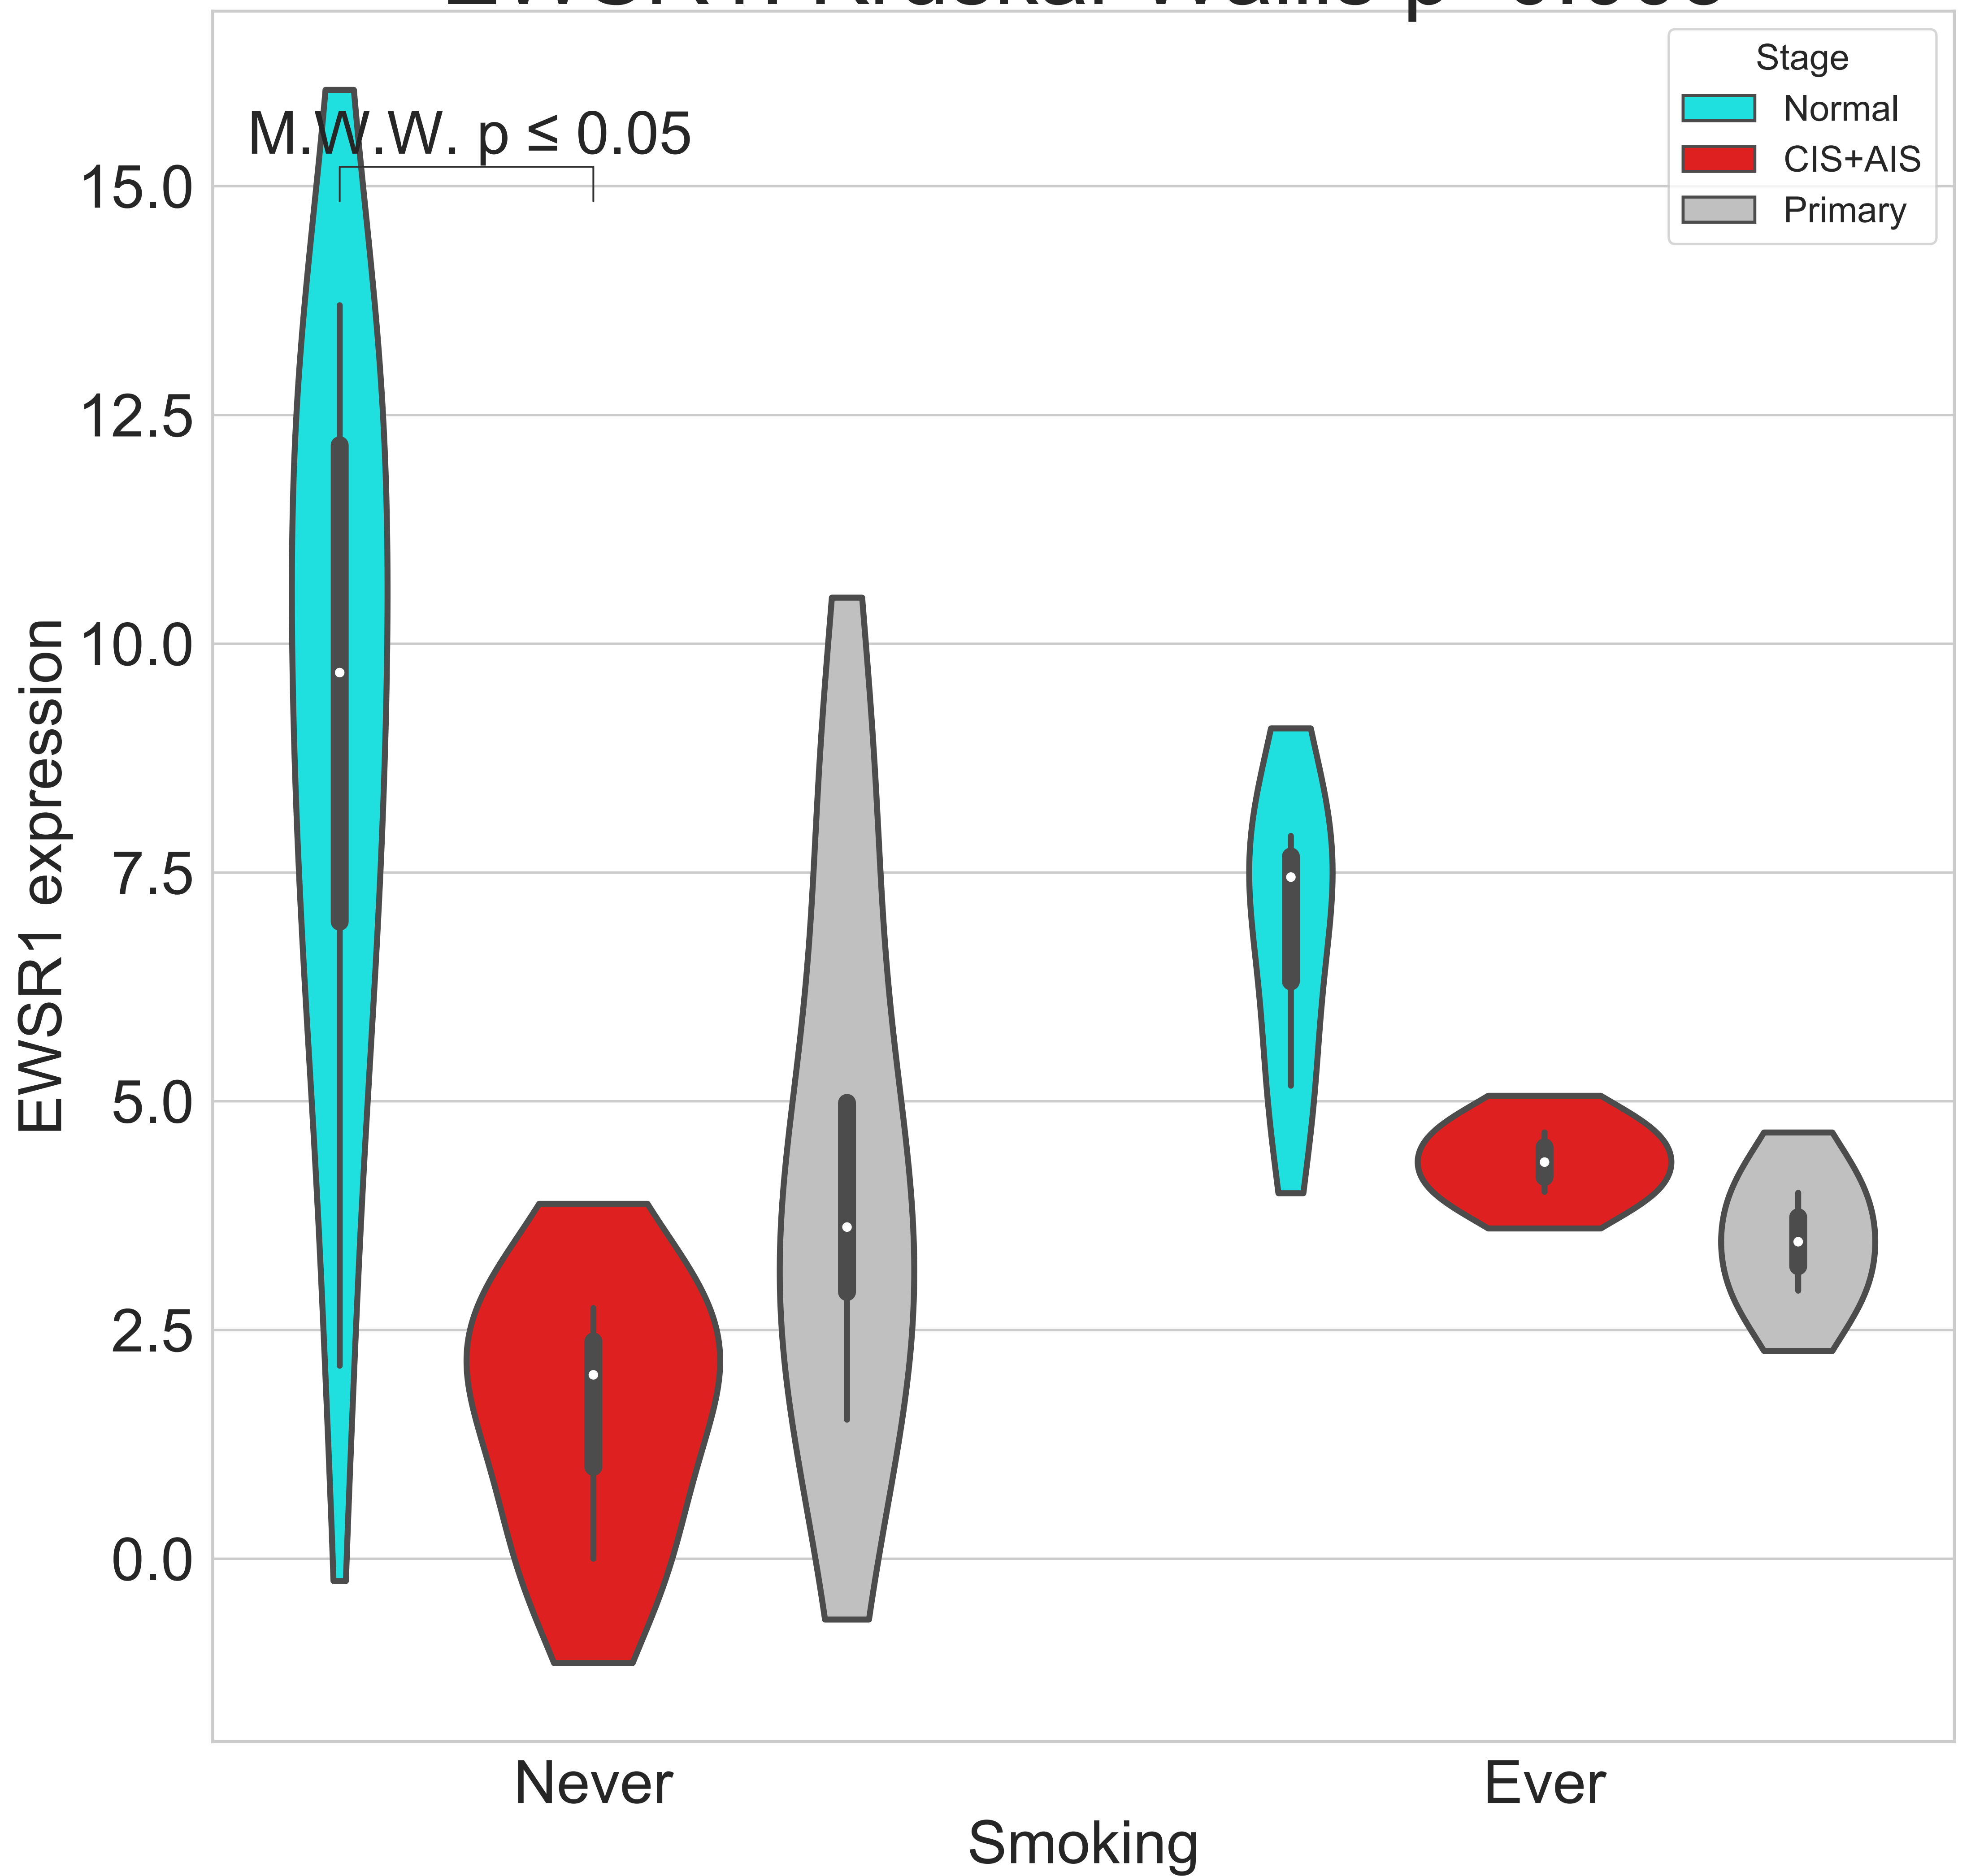 Stage
Normal
CIS+AIS
Primary
M.W.W. p ≤ 0.05
15.0
12.5
10.0
7.5
5.0
2.5
0.0
EWSR1 expression
Never
Ever
Smoking